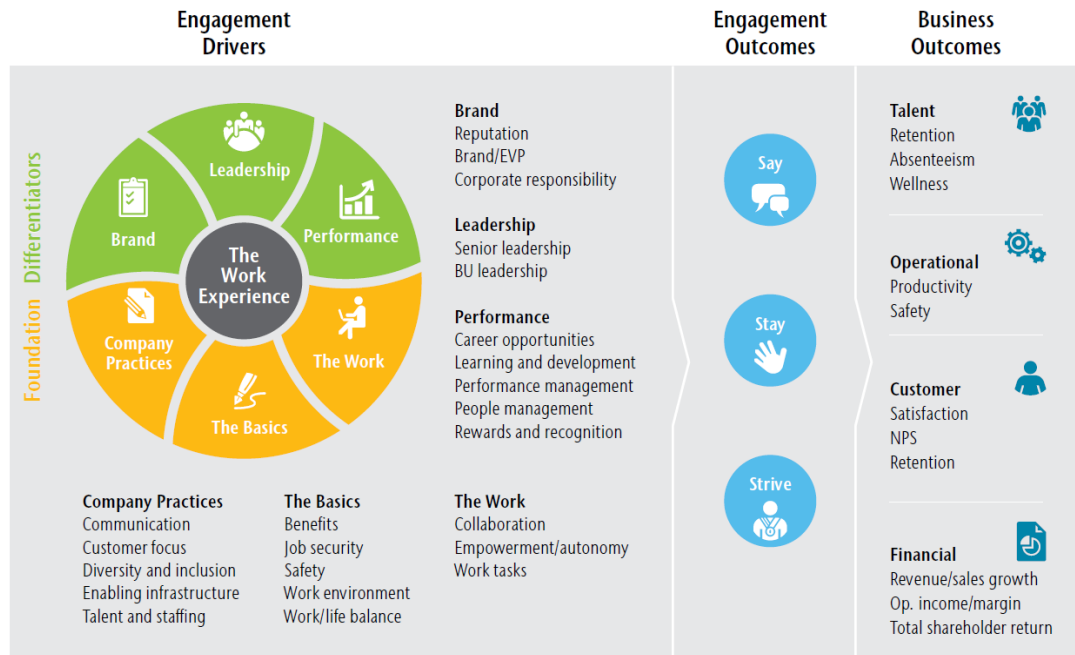 Engagement
Drivers
Engagement
Outcomes
Business
Outcomes
Foundation Differentiators
Leadership
Performance
Brand
The
Work
Experience
Company
Practices
The Work
The Basics
Brand
Reputation
Brand/EVP
Corporate responsibility
Leadership
Senior leadership
BU leadership
Performance
Career opportunities
Learning and development
Performance management
People management
Rewards and recognition
Company Practices
Communication
Customer focus
Diversity and inclusion
Enabling infrastructure
Talent and staffing
The Basics
Benefits
Job security
Safety
Work environment
Work/life balance
The Work
Collaboration
Empowerment/autonomy
Work tasks
Say
Stay
Strive
Talent
Retention
Absenteeism
Wellness
Operational
Productivity
Safety
Customer
Satisfaction
NPS
Retention
Financial
Revenue/sales growth
Op. income/margin
Total shareholder return